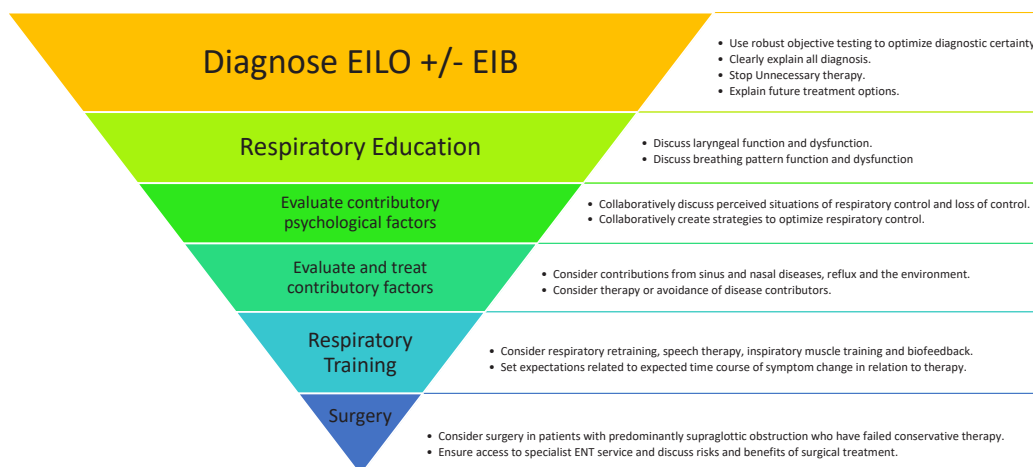 Diagnose EILO +/- EIB
• Use robust objective testing to optimize diagnostic certainty
• Clearly explain all diagnosis.
• Stop Unnecessary therapy.
• Explain future treatment options.
Respiratory Education
• Discuss laryngeal function and dysfunction.
• Discuss breathing pattern function and dysfunction
Evaluate contributory
psychological factors
• Collaboratively discuss perceived situations of respiratory control and loss of control.
• Collaboratively create strategies to optimize respiratory control.
Evaluate and treat
contributory factors
• Consider contributions from sinus and nasal diseases, reflux and the environment.
• Consider therapy or avoidance of disease contributors.
Respiratory
Training
• Consider respiratory retraining, speech therapy, inspiratory muscle training and biofeedback.
• Set expectations related to expected time course of symptom change in relation to therapy.
Surgery
• Consider surgery in patients with predominantly supraglottic obstruction who have failed conservative therapy.
• Ensure access to specialist ENT service and discuss risks and benefits of surgical treatment.